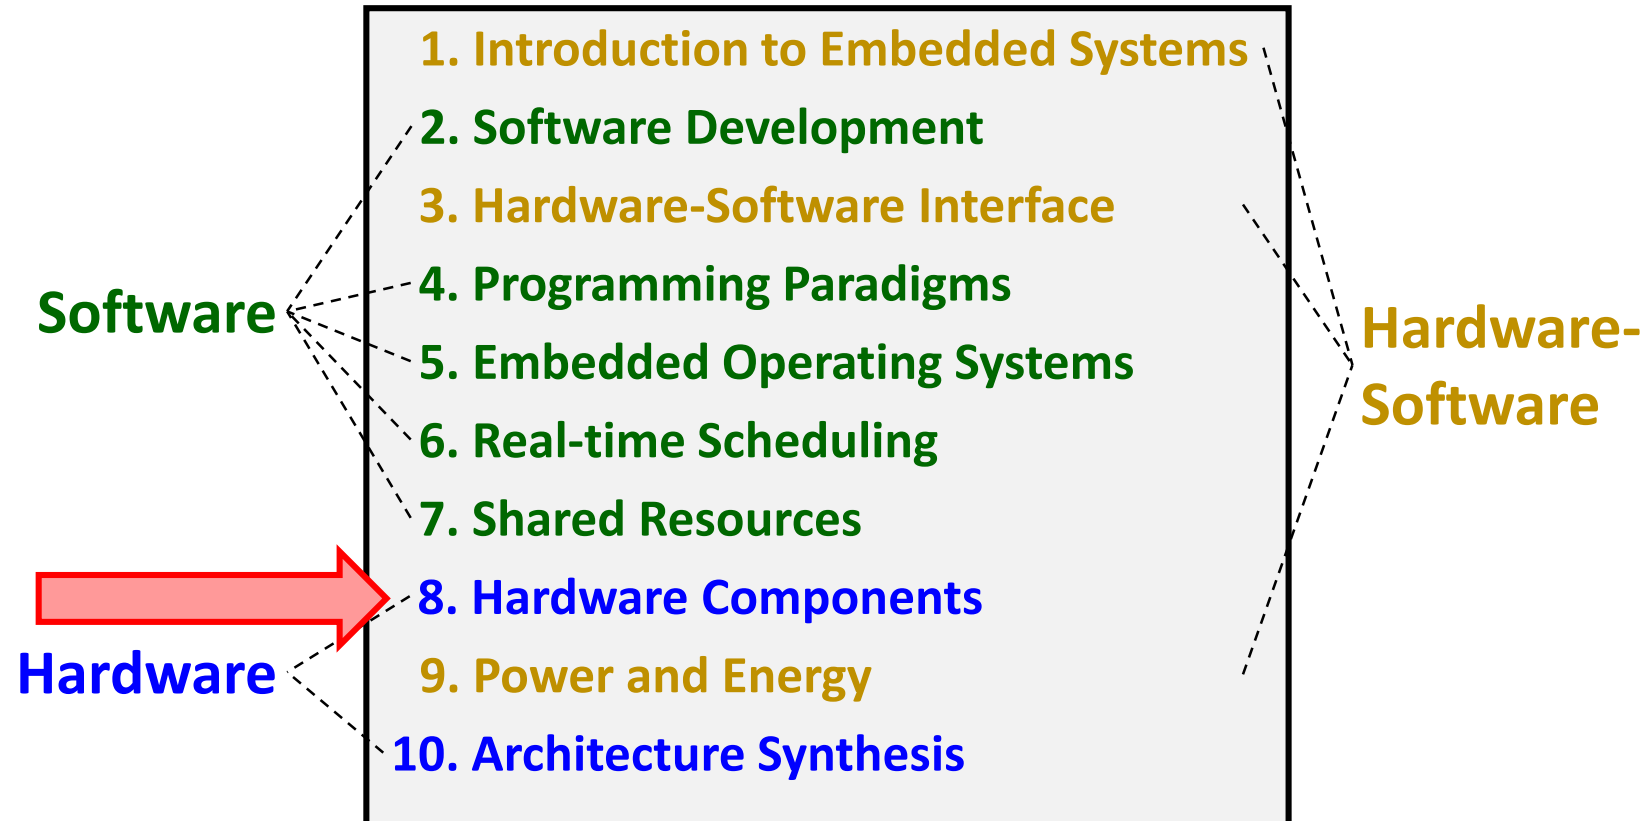 1. Introduction to Embedded Systems
2. Software Development
3. Hardware-Software Interface
4. Programming Paradigms
5. Embedded Operating Systems
6. Real-time Scheduling
7. Shared Resources
8. Hardware Components
9. Power and Energy
10. Architecture Synthesis
Software
Hardware
Hardware-
Software